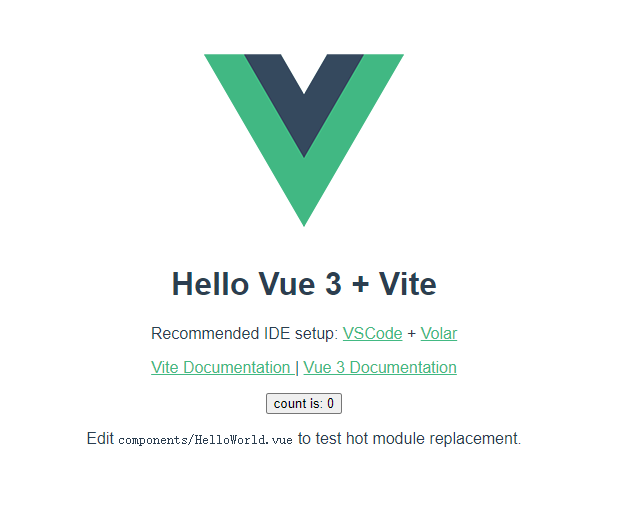 Hello Vue 3 + Vite
Recommended IDE setup: VSCode + Volar
Vite Documentation | Vue 3 Documentation
count is: 0
Edit components/HelloWorld.vue to test hot module replacement.